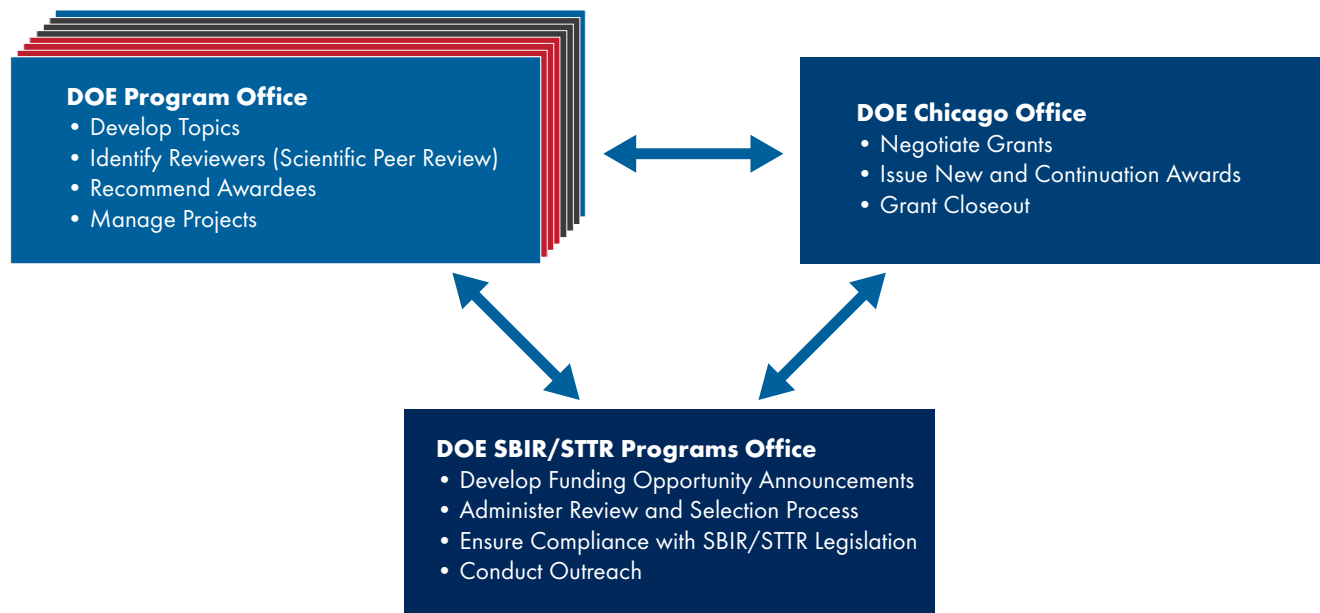 DOE Program Office
• Develop Topics
• Identify Reviewers (Scientific Peer Review)
• Recommend Awardees
• Manage Projects
DOE Chicago Office
• Negotiate Grants
• Issue New and Continuation Awards
• Grant Closeout
DOE SBIR/STTR Programs Office
• Develop Funding Opportunity Announcements
• Administer Review and Selection Process
• Ensure Compliance with SBIR/STTR Legislation
• Conduct Outreach